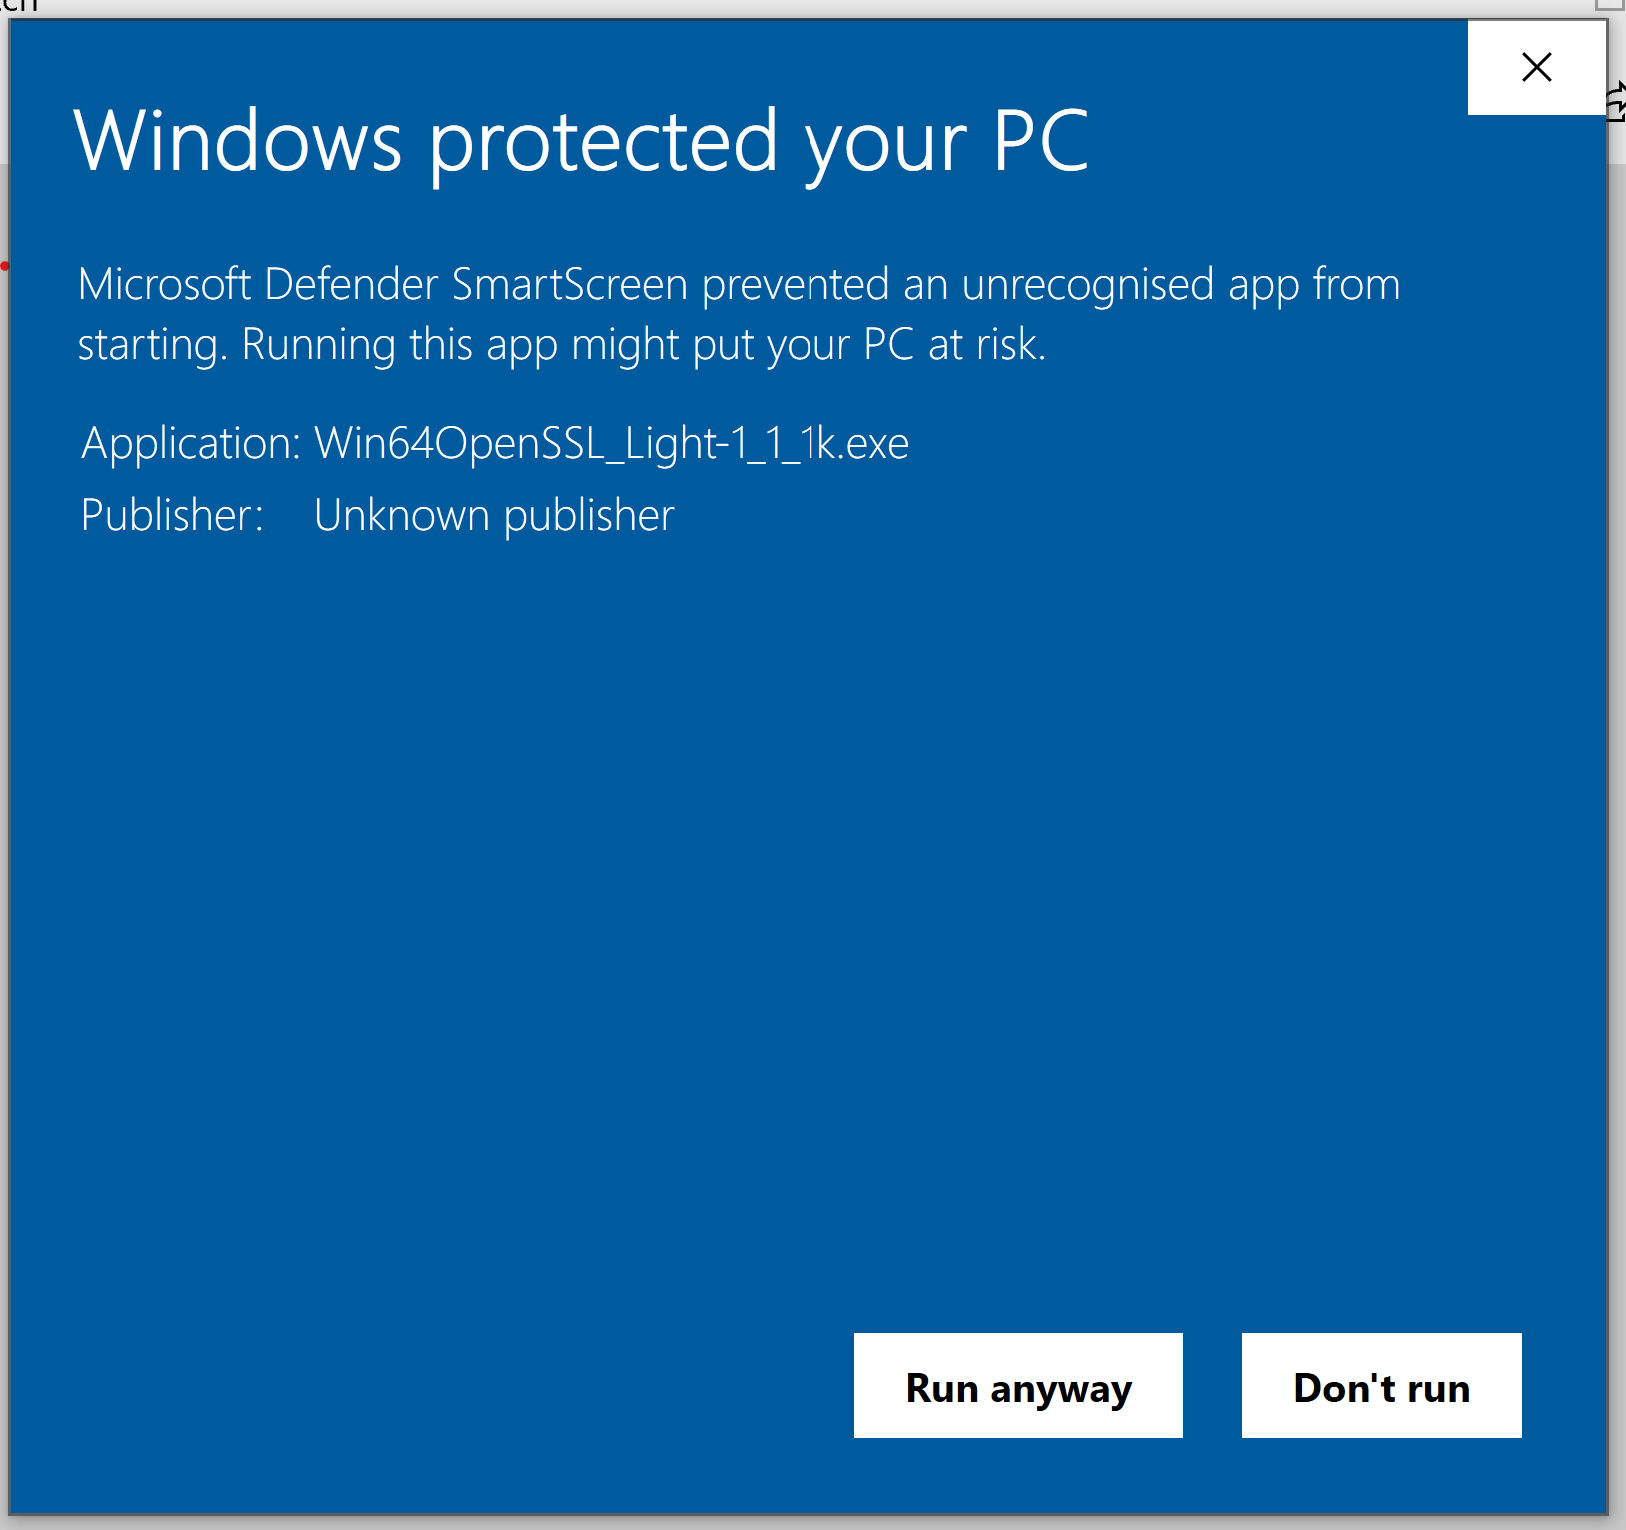 Windows protected your PC
Microsoft Defender SmartScreen prevented an unrecognised app from
starting. Running this app might put your PC at risk.
Application: Win64OpenSSL_Light-1_1_1k.exe
Publisher: Unknown publisher
Run anyway Don't run